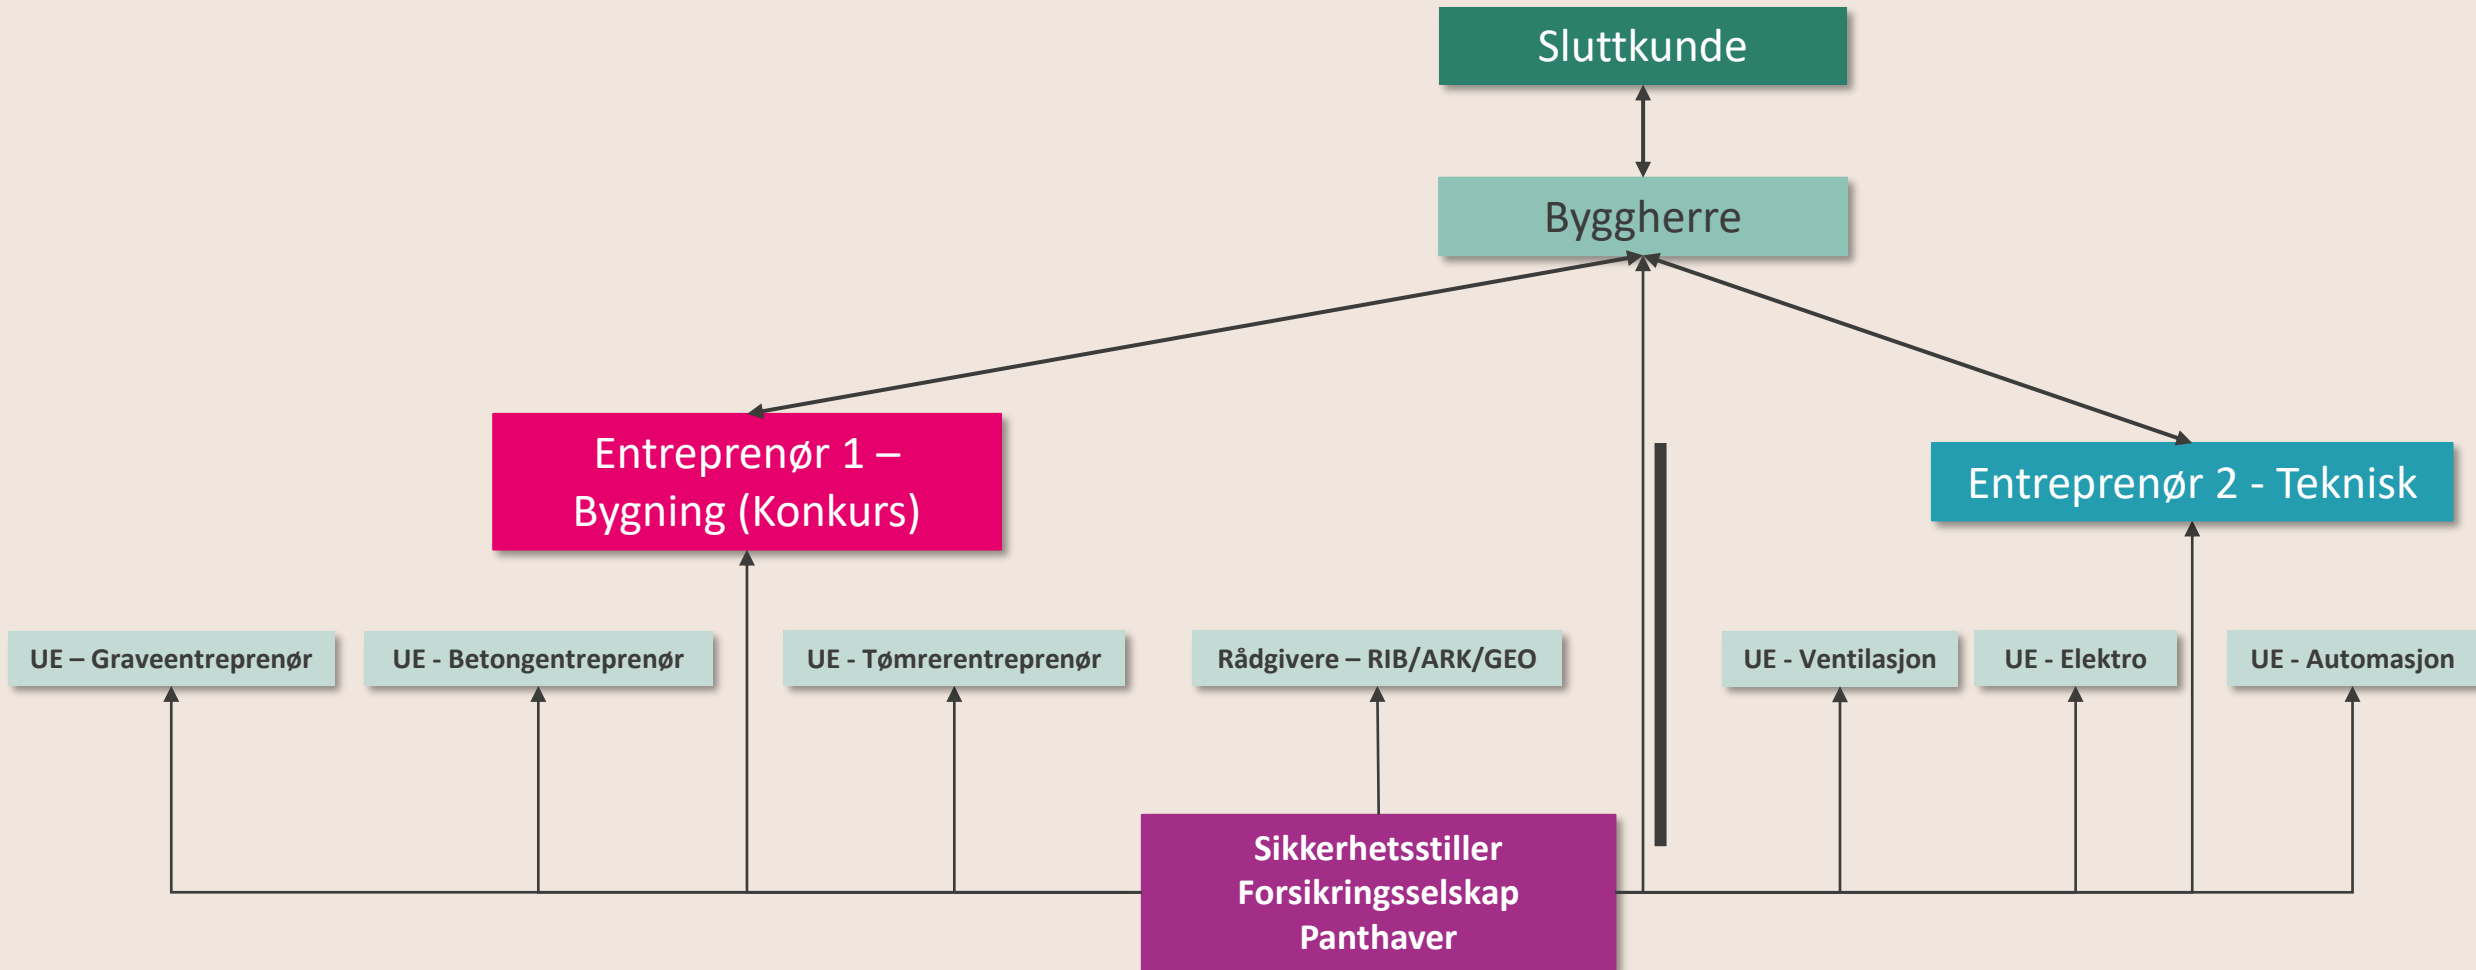 Sluttkunde
Byggherre
Entreprenør 1 –
Bygning (Konkurs)
Entreprenør 2 - Teknisk
UE – Graveentreprenør
UE - Betongentreprenør
UE - Tømrerentreprenør
Rådgivere – RIB/ARK/GEO
UE - Ventilasjon
UE - Elektro
UE - Automasjon
Sikkerhetsstiller
Forsikringsselskap
Panthaver